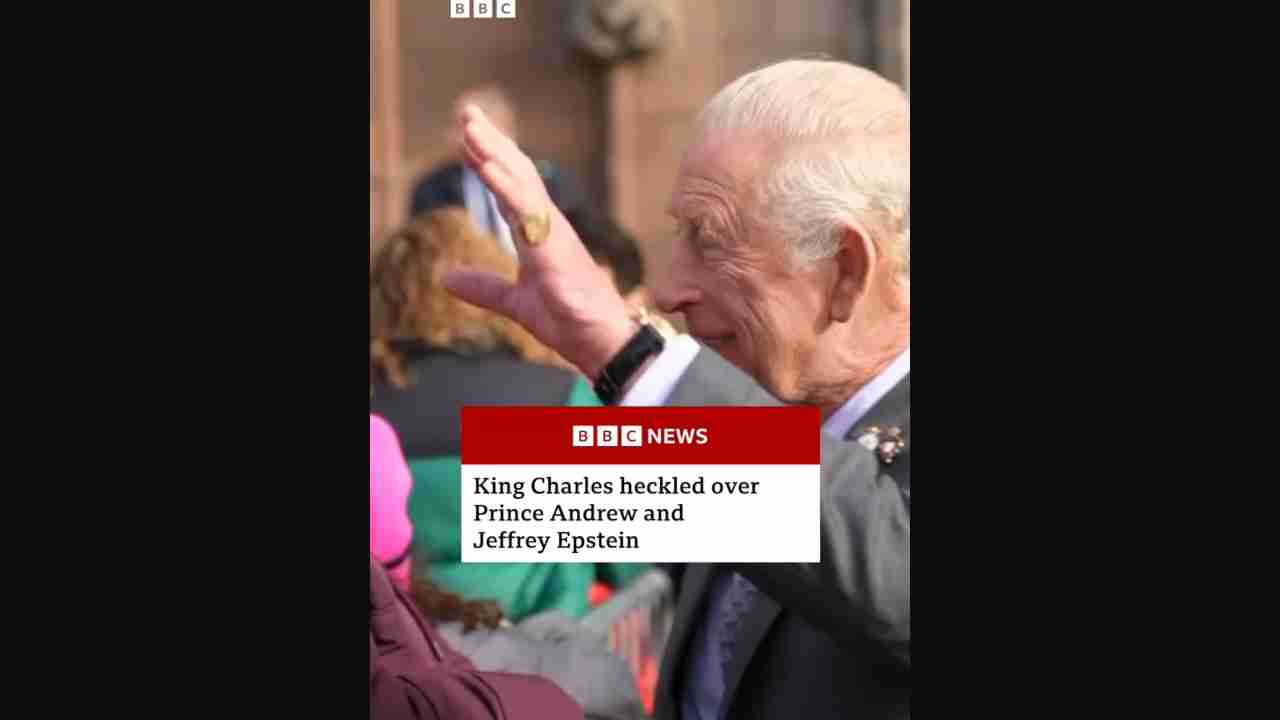 BBC
BBC NEWS
King Charles heckled over
Prince Andrew and
Jeffrey Epstein